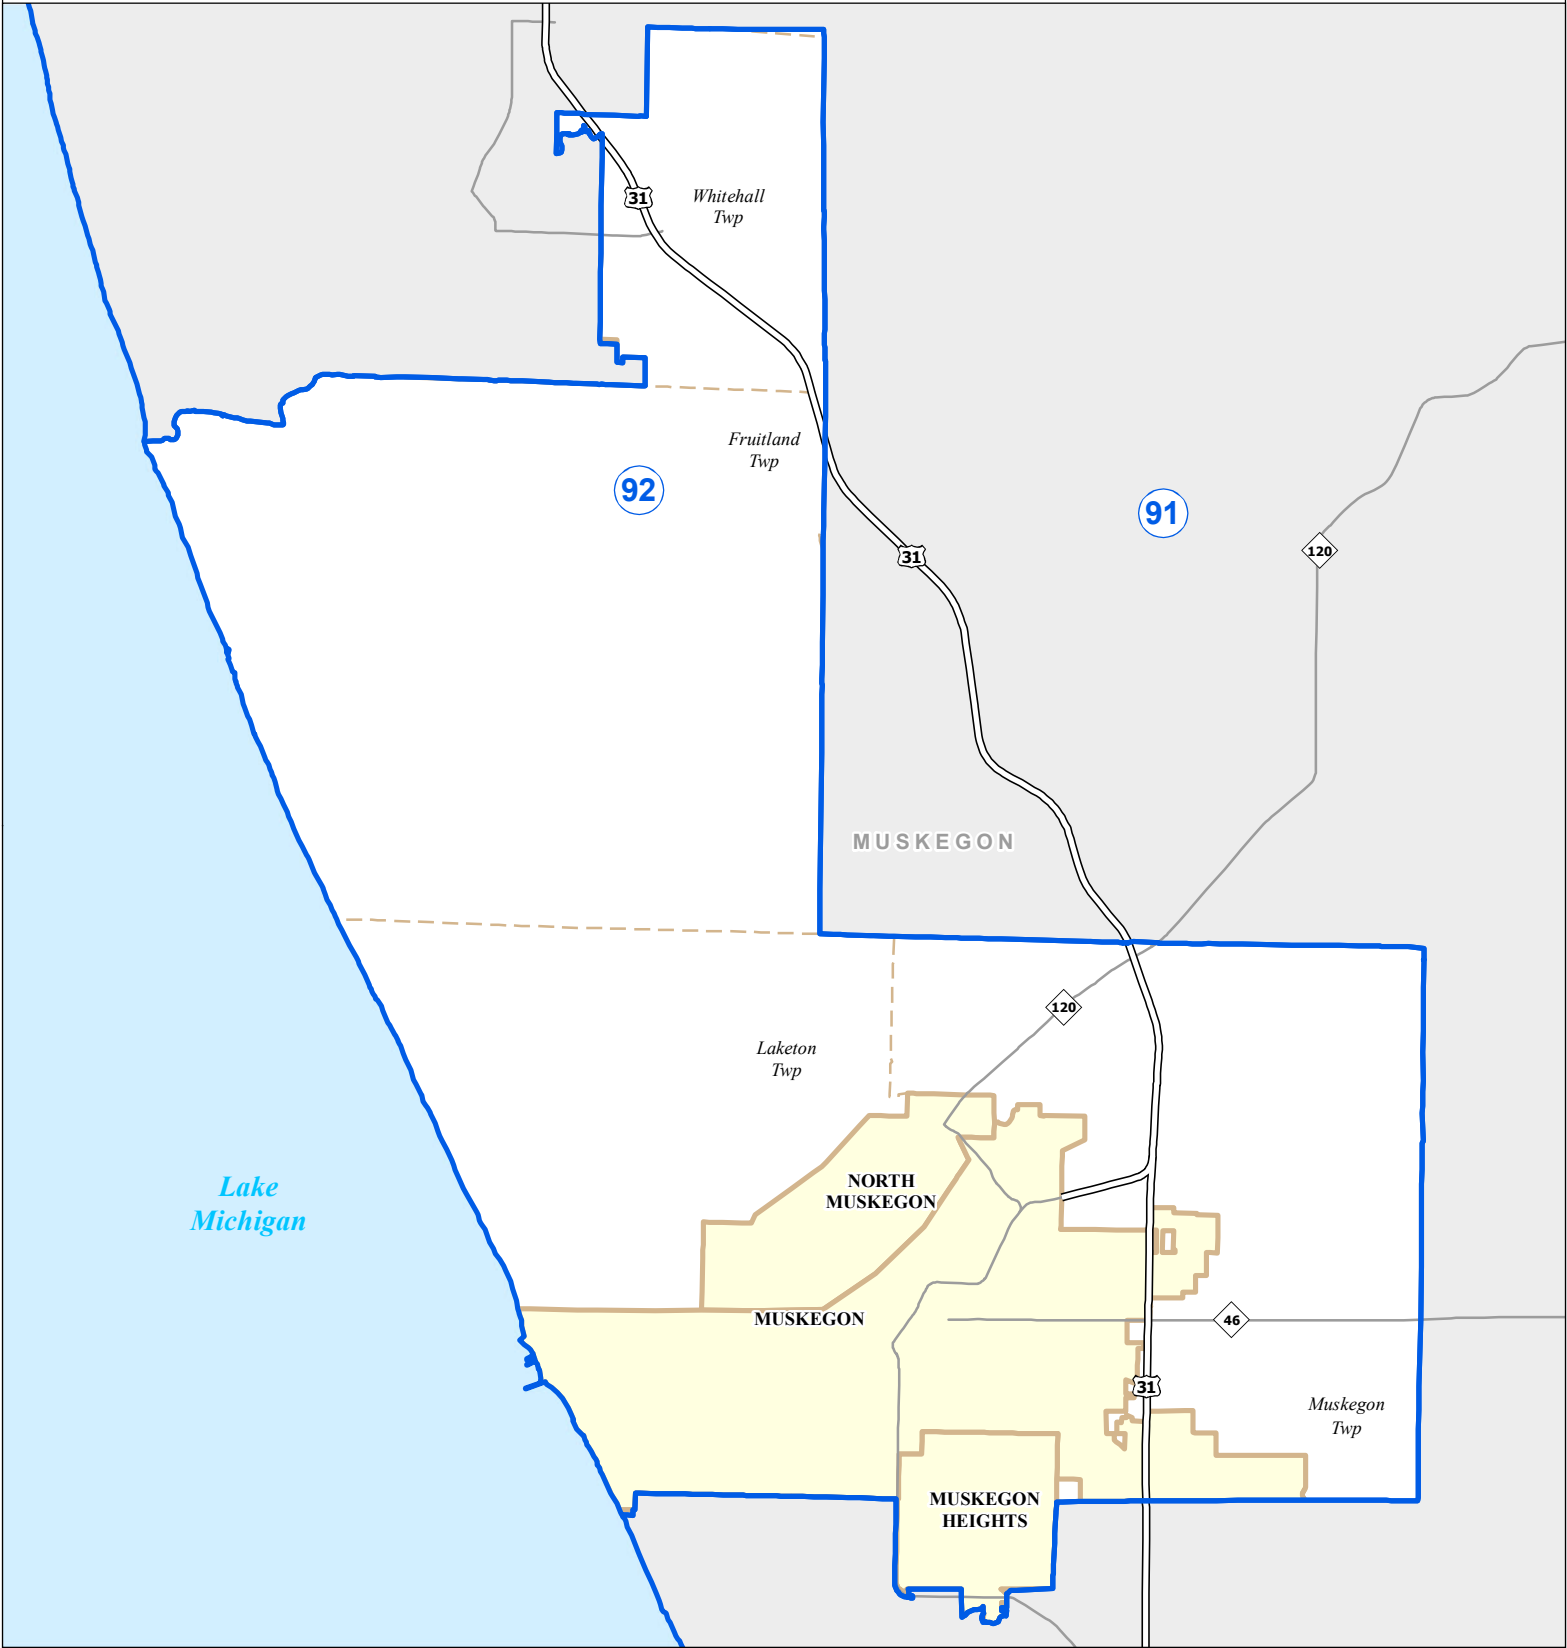 31
Whitehall
Twp
Fruitland
Twp
92
91
31
120
MUSKEGON
120
Laketon
Twp
Lake
Michigan
NORTH
MUSKEGON
MUSKEGON
46
31
Muskegon
Twp
MUSKEGON
HEIGHTS